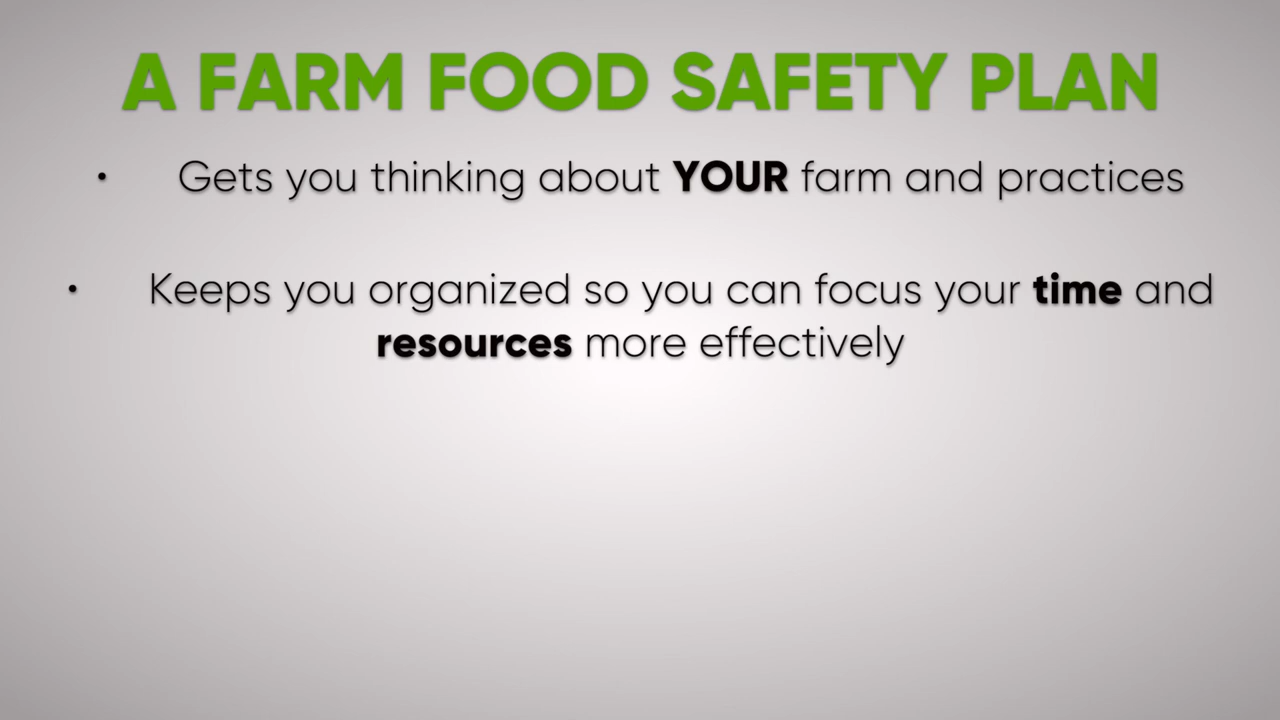 A FARM FOOD SAFETY PLAN
• Gets you thinking about YOUR farm and practices
• Keeps you organized so you can focus your time and
resources more effectively